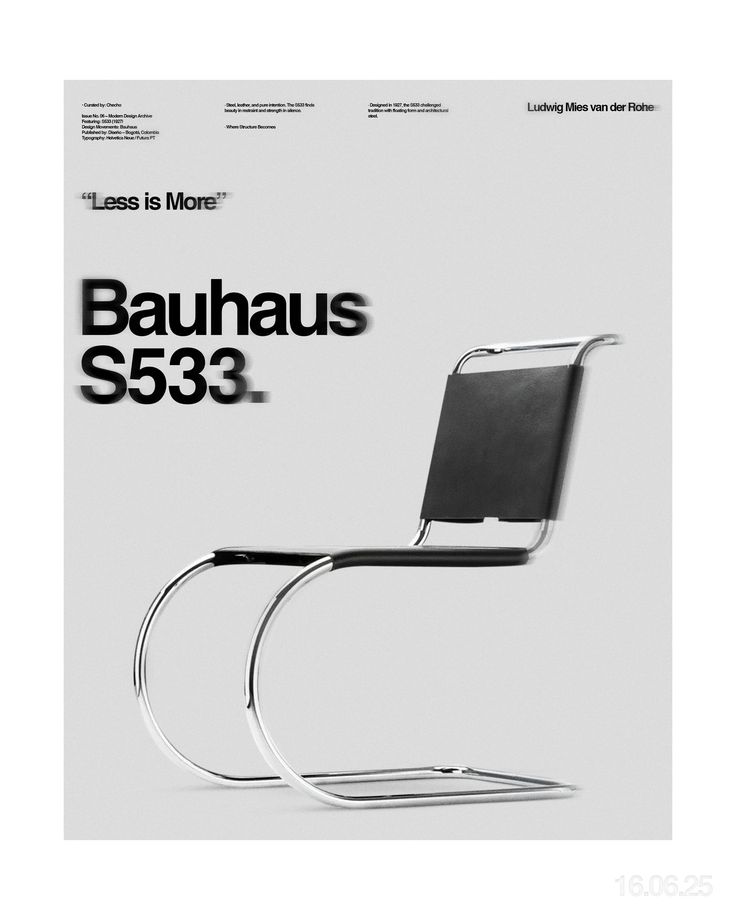 · Curated by: Checho
Issue No. 06 – Modern Design Archive
Featuring: S533 (1927)
Design Movements: Bauhaus
Published by: Diseño – Bogotá, Colombia
Typography: Helvetica Neue / Futura PT
· Steel, leather, and pure intention. The S533 finds
beauty in restraint and strength in silence.
· Where Structure Becomes
· Designed in 1927, the S533 challenged
tradition with floating form and architectural
steel.
Ludwig Mies van der Rohe
“Less is More”
Bauhaus
S533.
16.06.25